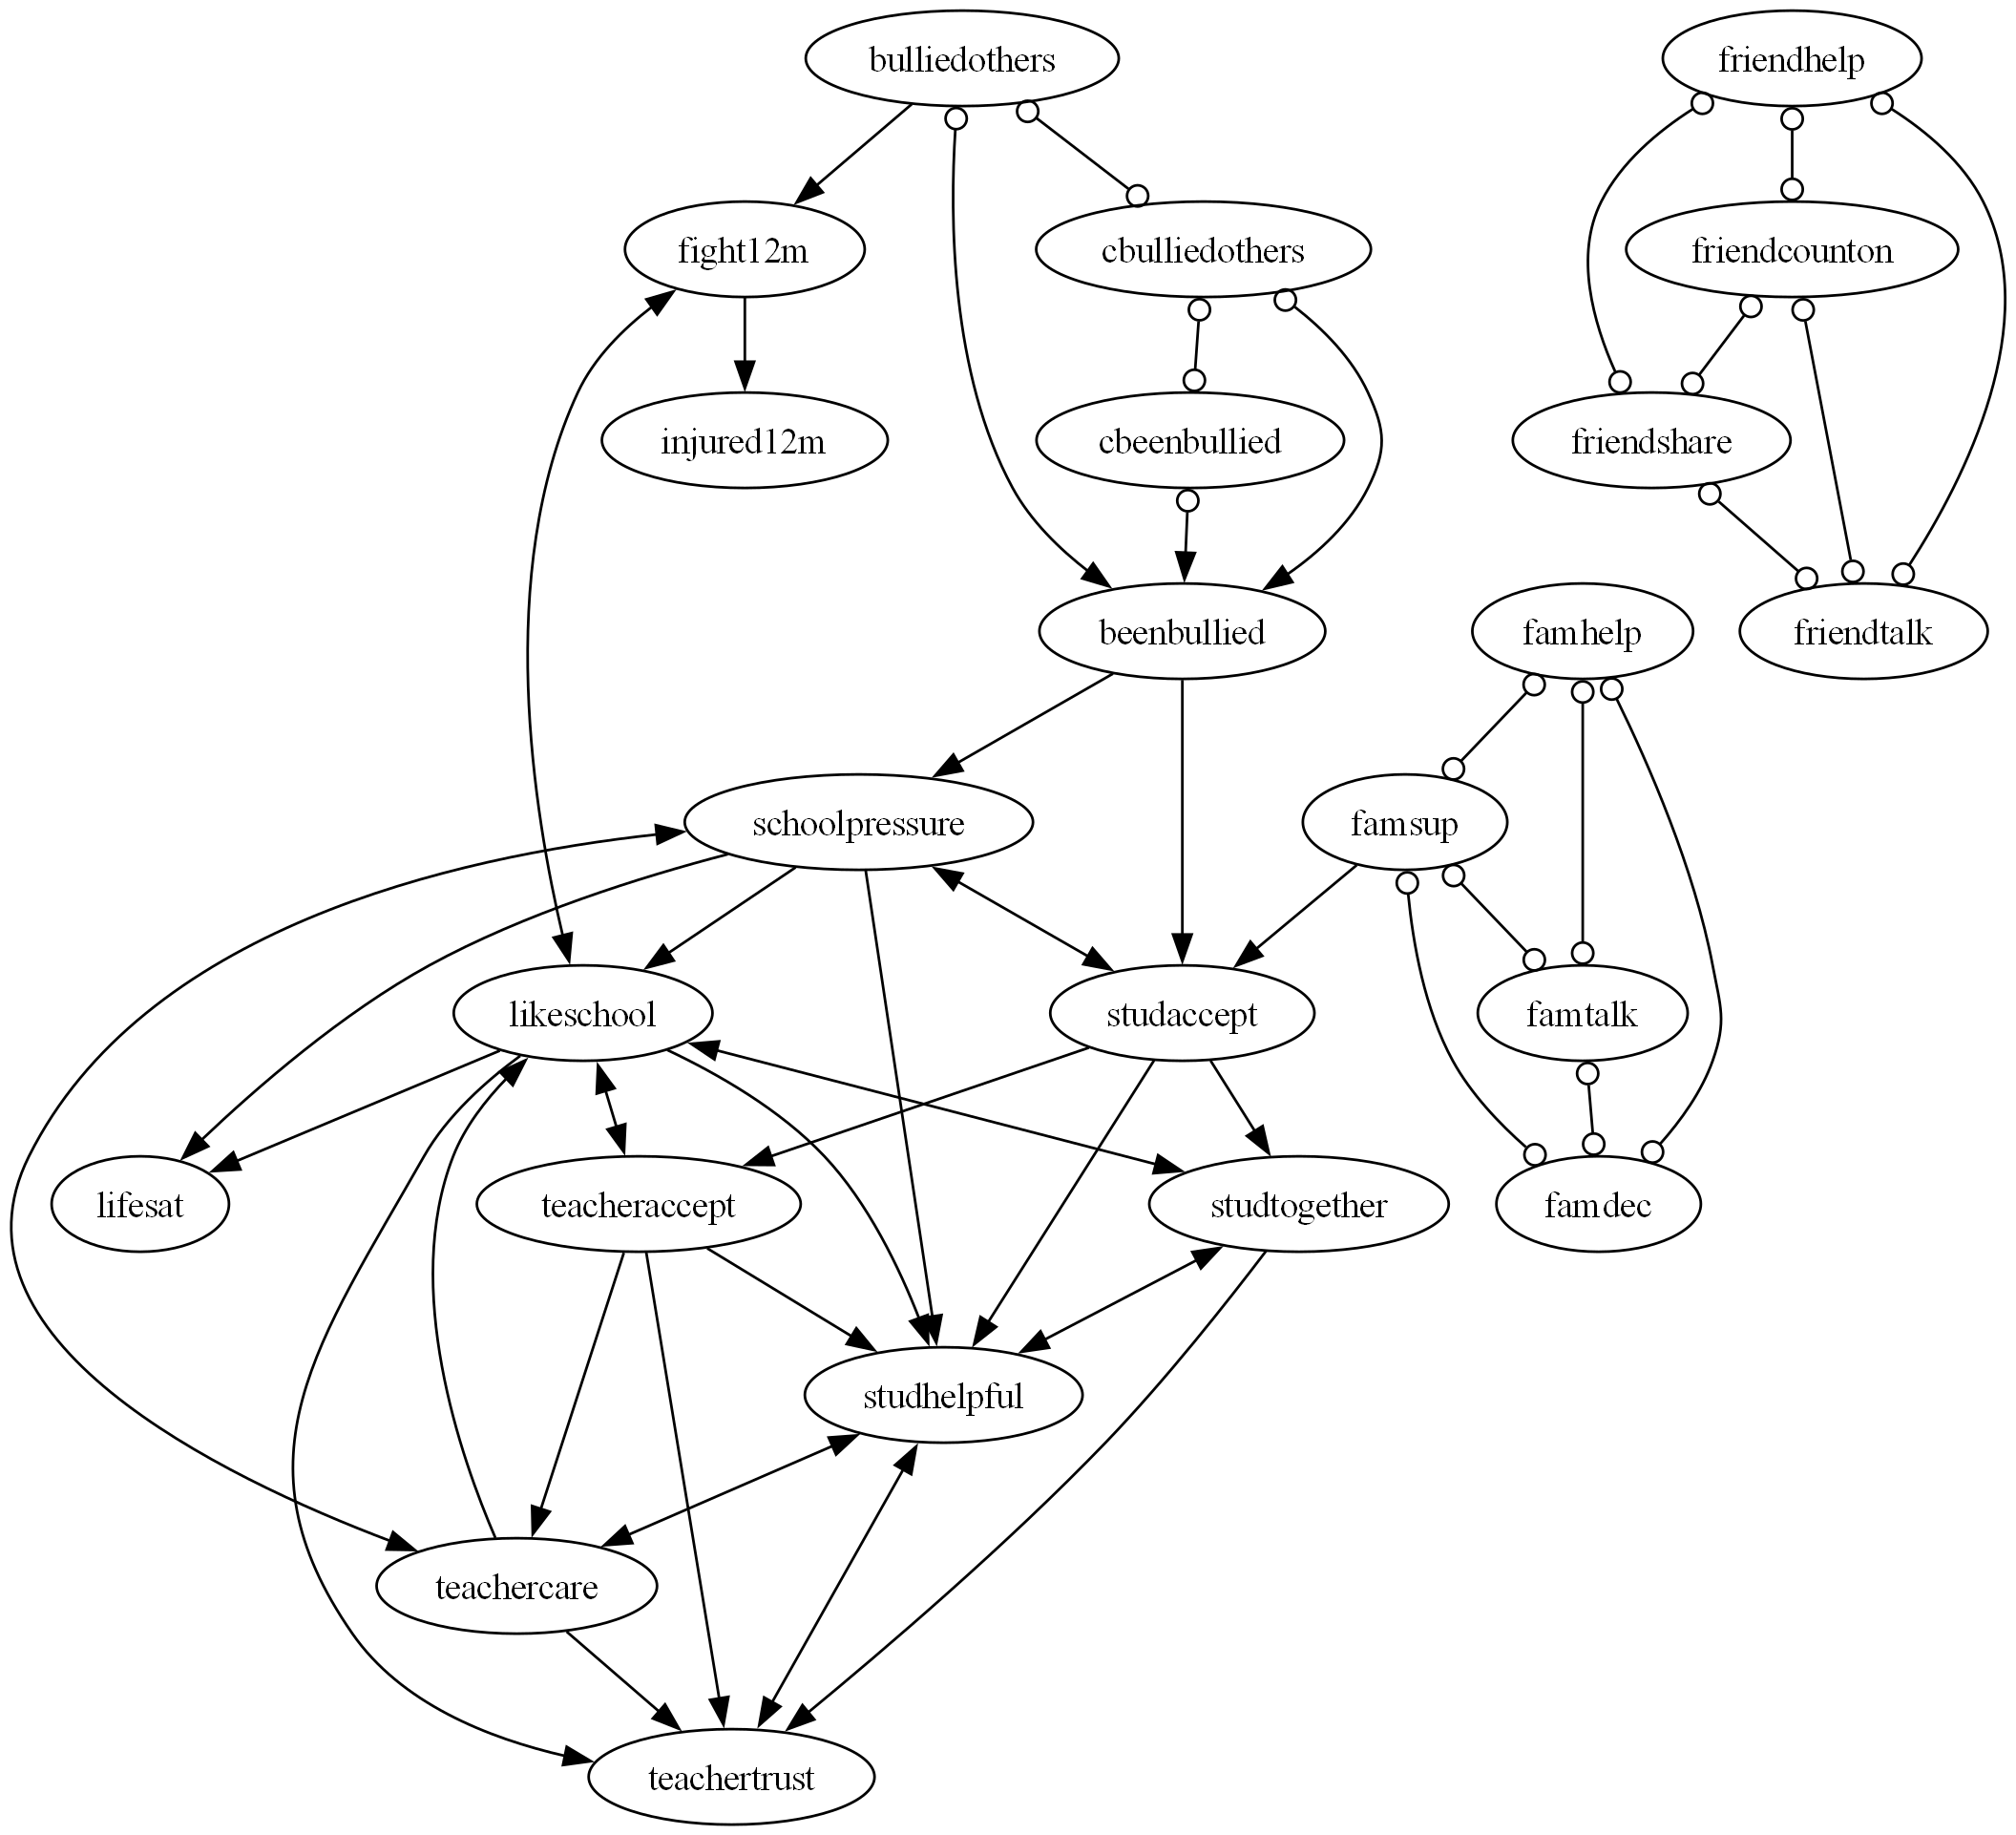 bulliedothers
friendhelp
fight12m
cbulliedothers
friendcounton
injured12m
cbeenbullied
friendshare
beenbullied
famhelp
friendtalk
schoolpressure
famsup
likeschool
studaccept
famtalk
lifesat
teacheraccept
studtogether
famdec
studhelpful
teachercare
teachertrust